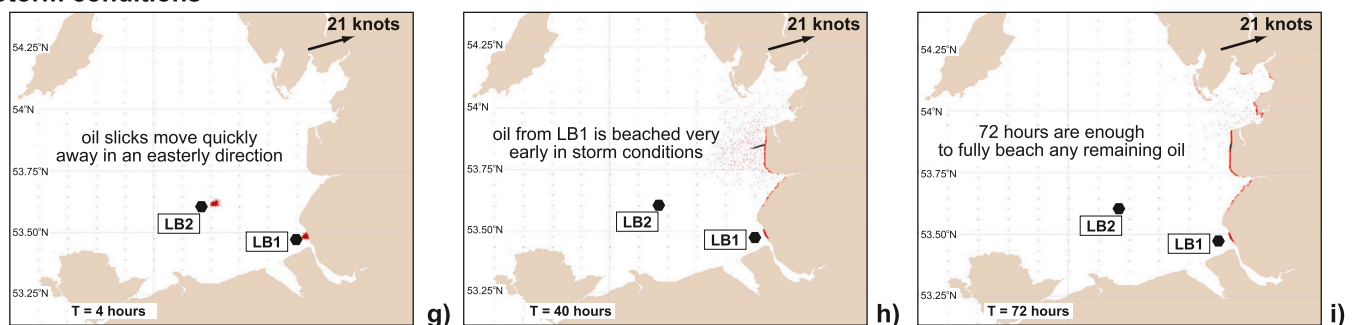 storm conditions
21 knots
54.25°N
54°N
oil slicks move quickly
away in an easterly direction
53.75°N
LB2
53.50°N
LB1
53.25°N
T = 4 hours
g)
21 knots
54.25°N
54°N
oil from LB1 is beached very
early in storm conditions
53.75°N
LB2
53.50°N
LB1
53.25°N
T = 40 hours
h)
21 knots
54.25°N
54°N
72 hours are enough
to fully beach any remaining oil
53.75°N
LB2
53.50°N
LB1
53.25°N
T = 72 hours
i)